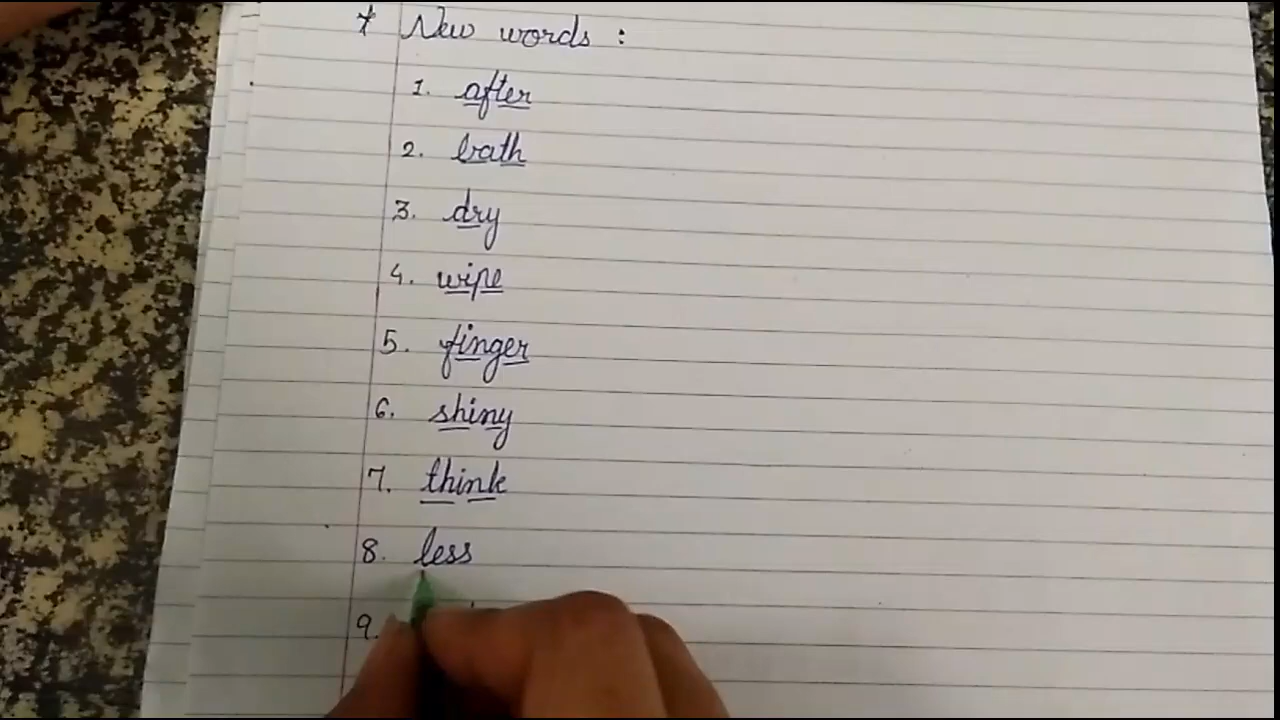 * New words :
1. after
2. bath
3. dry
4. wipe
5. finger
6. shiny
7. think
8. less
9.